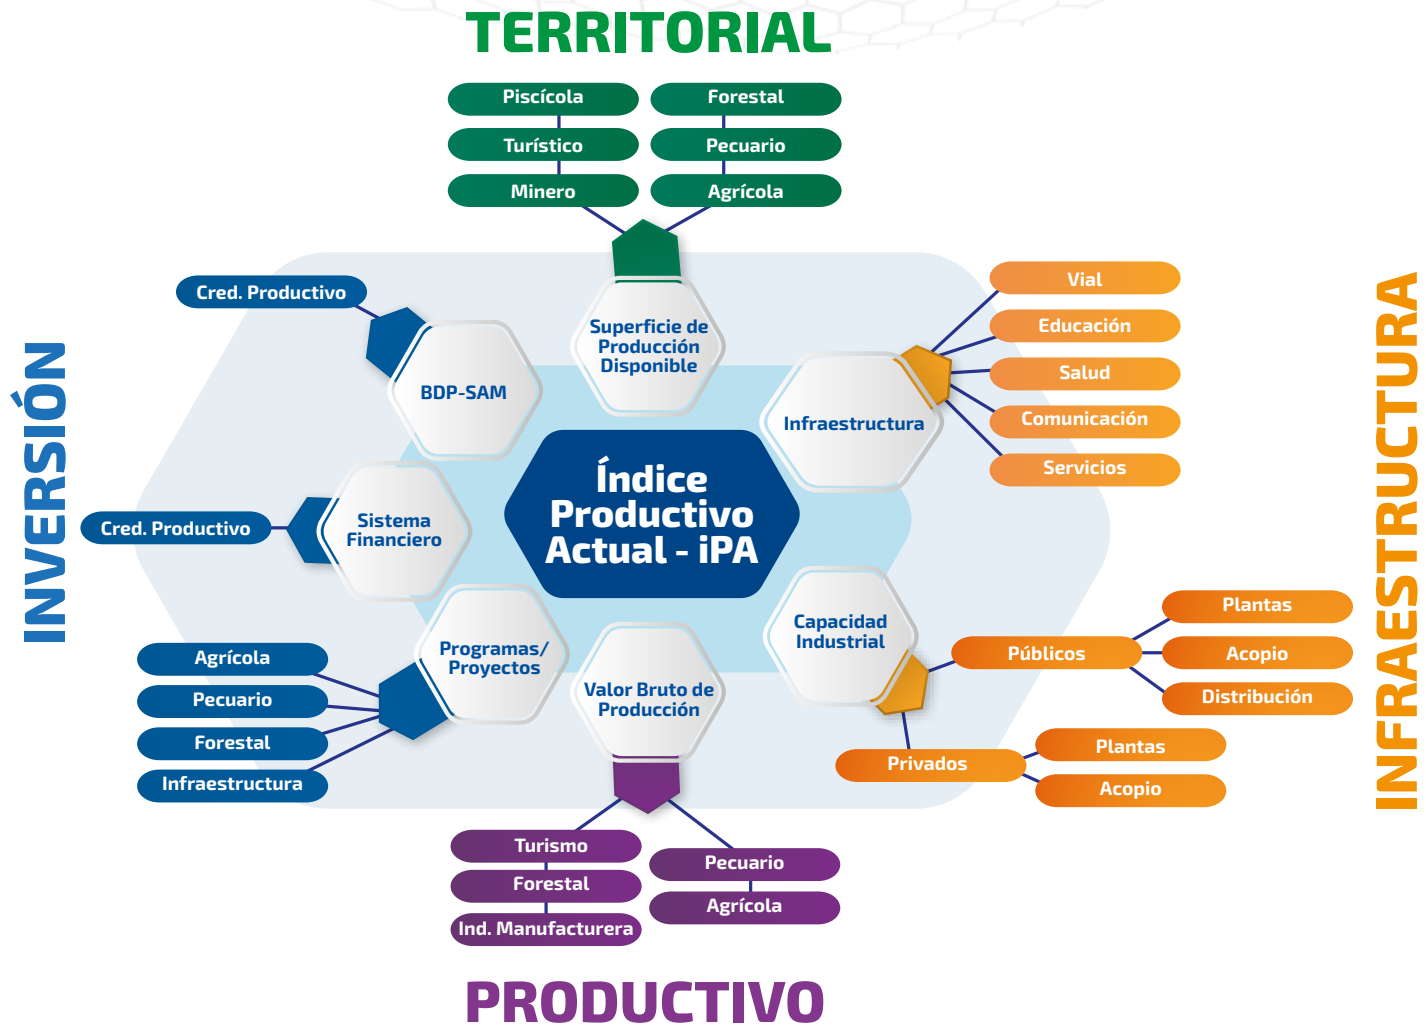 TERRITORIAL
Piscícola
Turístico
Minero
Forestal
Pecuario
Agrícola
Superficie de
Producción
Disponible
INVERSIÓN
Cred. Productivo
BDP-SAM
Cred. Productivo
Sistema
Financiero
Agrícola
Pecuario
Forestal
Infraestructura
Programas/
Proyectos
Índice
Productivo
Actual - iPA
INFRAESTRUCTURA
Infraestructura
Vial
Educación
Salud
Comunicación
Servicios
Capacidad
Industrial
Públicos
Plantas
Acopio
Distribución
Privados
Plantas
Acopio
Valor Bruto de
Producción
Turismo
Forestal
Ind. Manufacturera
Pecuario
Agrícola
PRODUCTIVO